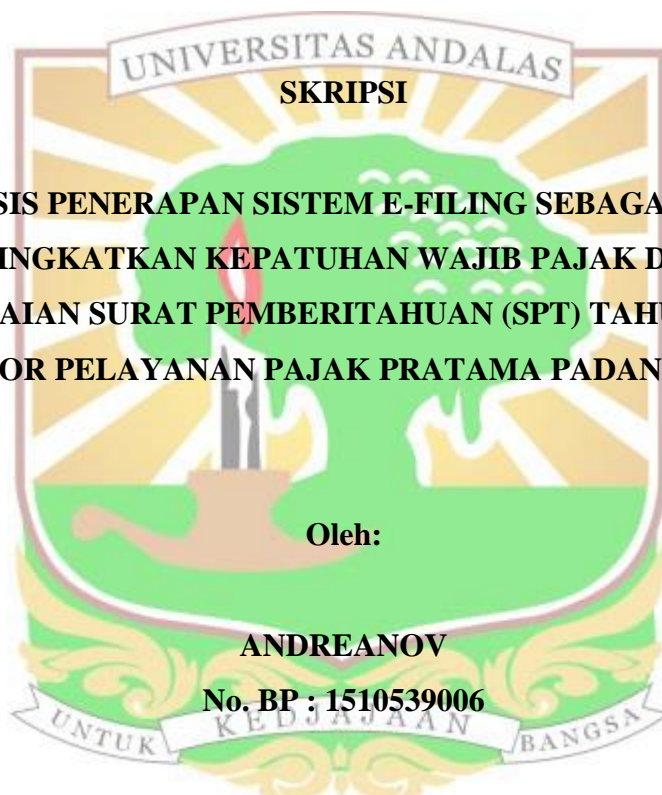 UNIVERSITAS ANDALAS
SKRIPSI
SIS PENERAPAN SISTEM E-FILING SEBAGA
INGKATKAN KEPATUHAN WAJIB PAJAK D
AIAN SURAT PEMBERITAHUAN (SPT) TAHU
OR PELAYANAN PAJAK PRATAMA PADAN
Oleh:
ANDREANOV
No. BP : 1510539006
UNTUK KEDJAJAAN BANGSA